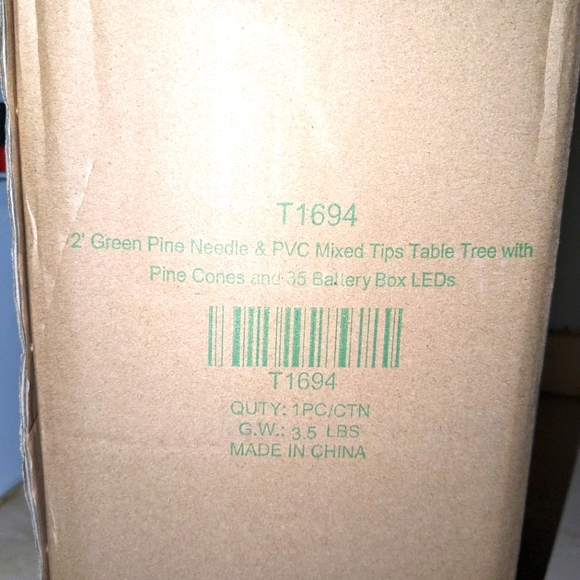 T1694
2' Green Pine Needle & PVC Mixed Tips Table Tree with
Pine Cones and 35 Battery Box LEDs
T1694
QUTY: 1PC/CTN
G.W.: 3.5 LBS
MADE IN CHINA